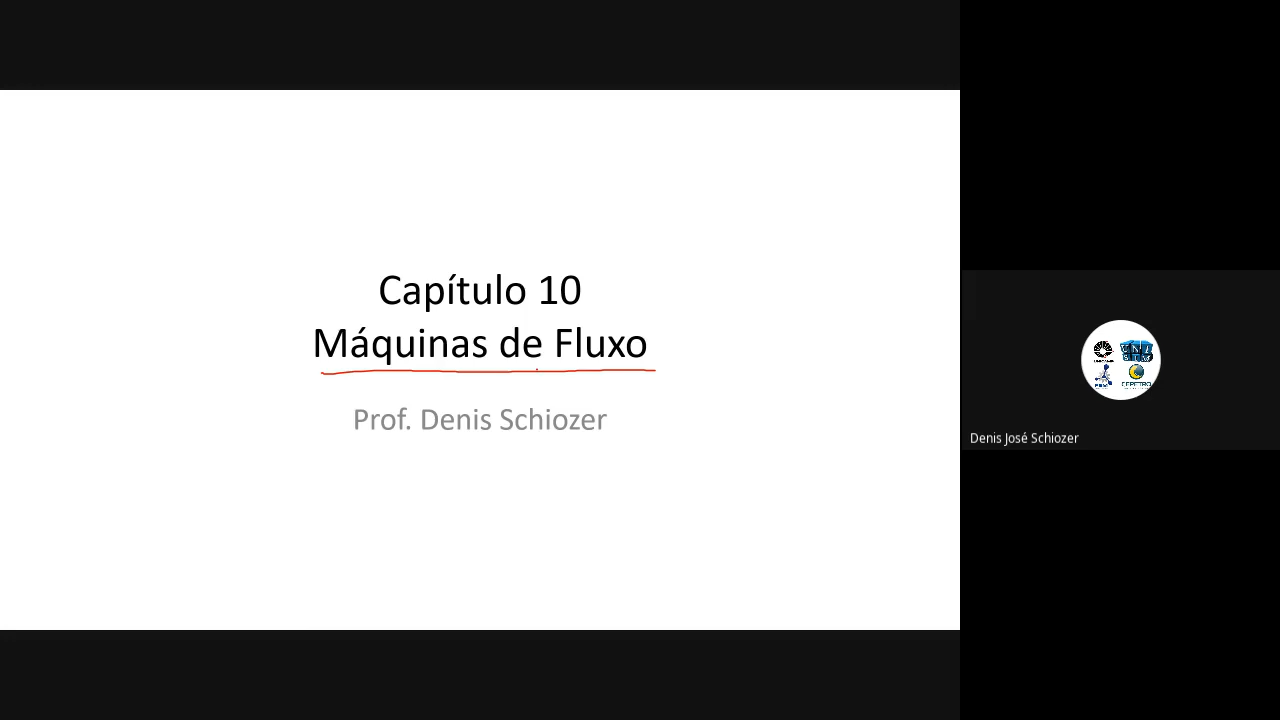 Capítulo 10
Máquinas de Fluxo
Prof. Denis Schiozer
Denis José Schiozer